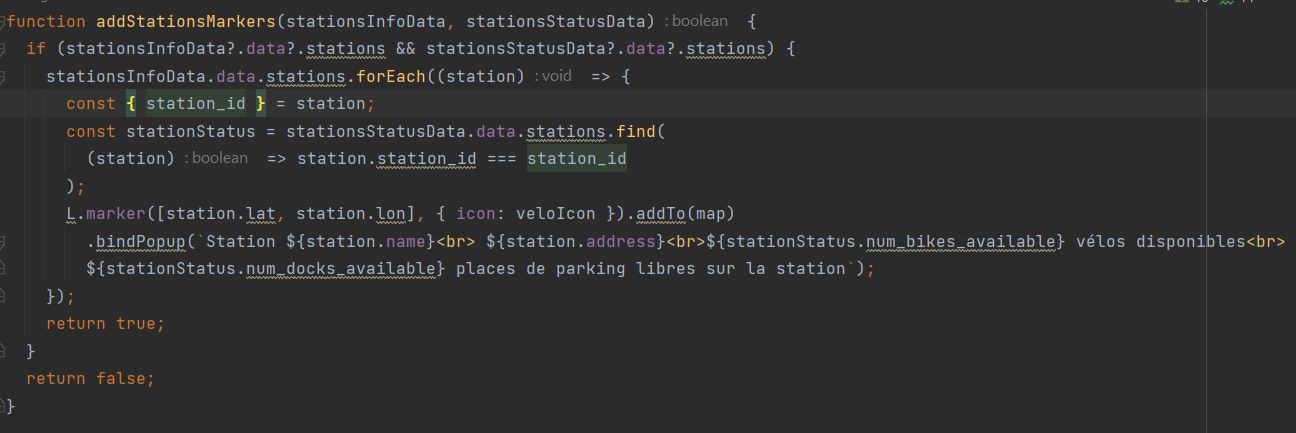 function addStationsMarkers(stationsInfoData, stationsStatusData) : boolean {
if (stationsInfoData?.data?.stations && stationsStatusData?.data?.stations) {
stationsInfoData.data.stations.forEach((station) : void => {
const { station_id } = station;
const stationStatus = stationsStatusData.data.stations.find(
(station) : boolean => station.station_id === station_id
);
L.marker([station.lat, station.lon], { icon: veloIcon }).addTo(map)
.bindPopup(`Station ${station.name}<br> ${station.address}<br>${stationStatus.num_bikes_available} vélos disponibles<br>
${stationStatus.num_docks_available} places de parking libres sur la station`);
});
return true;
}
return false;
}